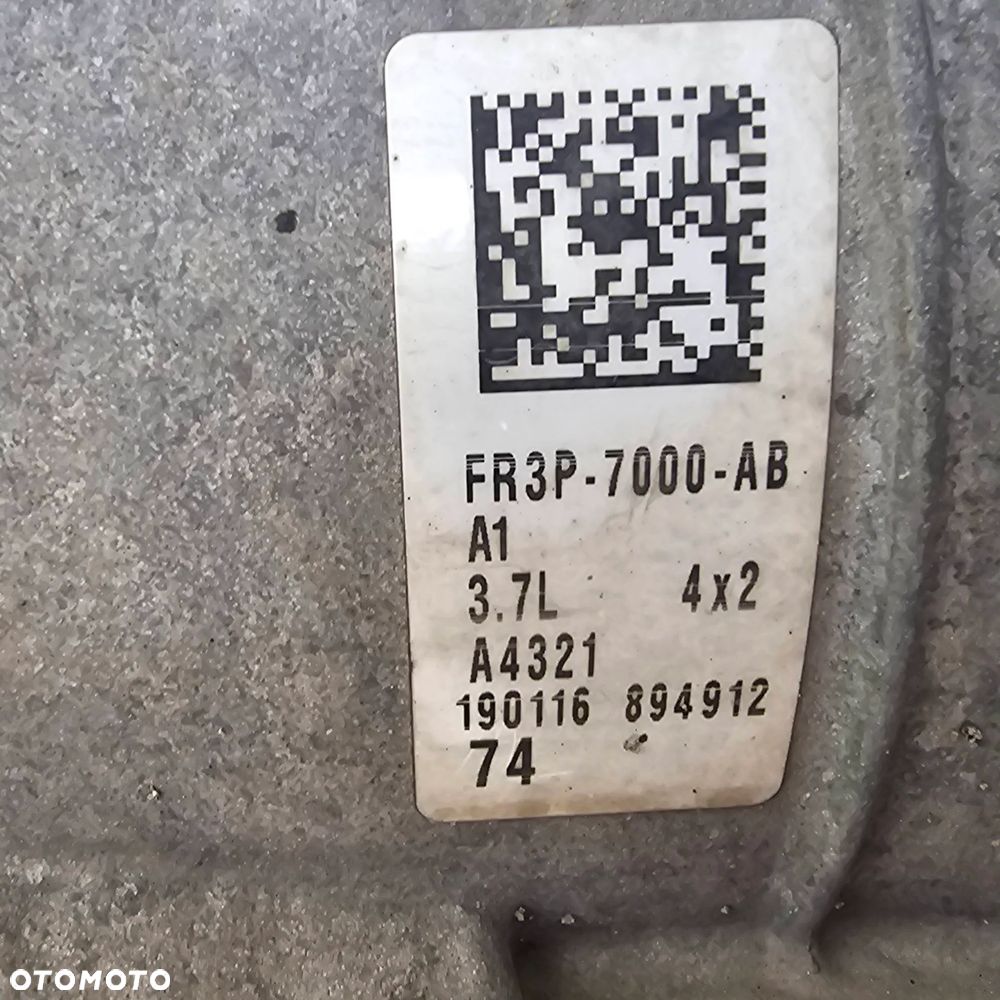 FR3P-7000-AB
A1
3.7L 4x2
A4321
190116 894912
74
OTOMOTO